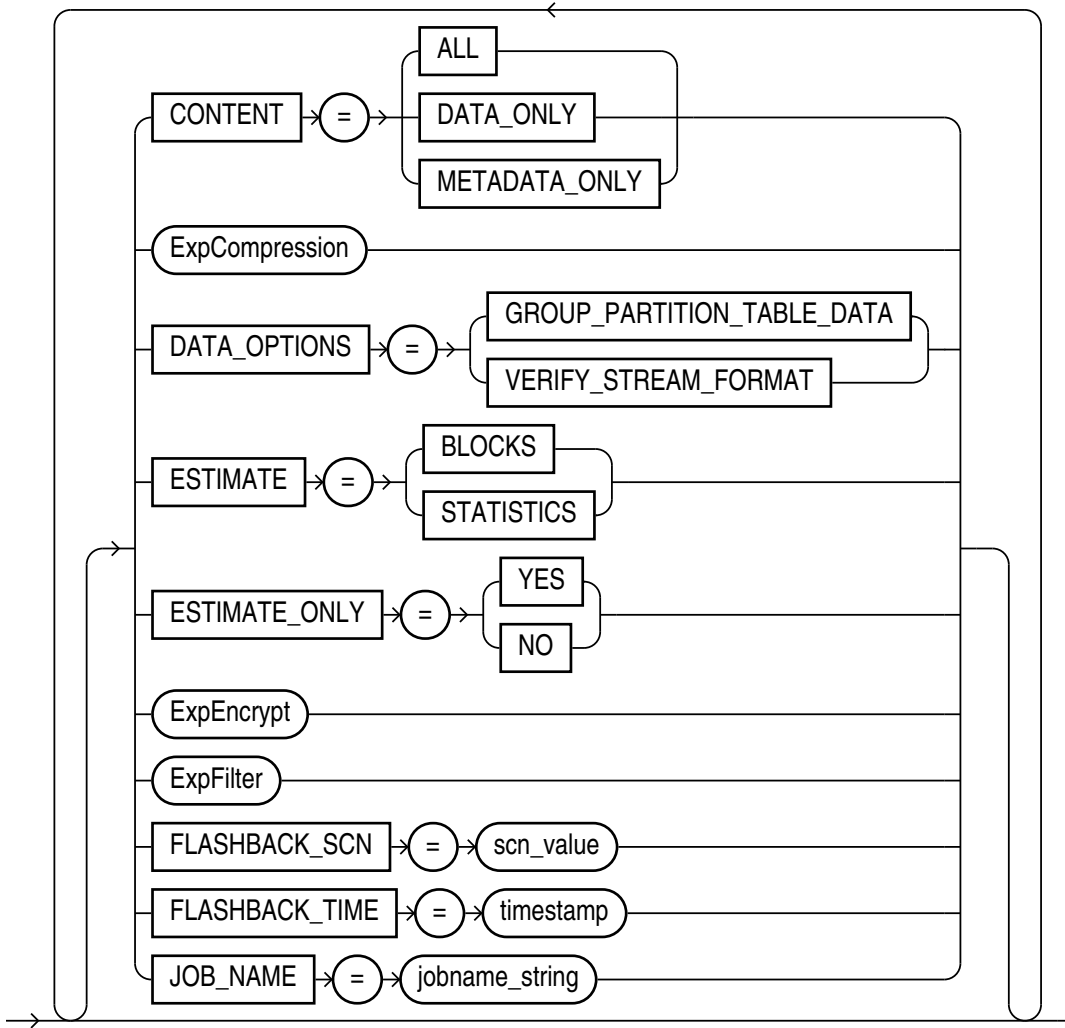 ALL
CONTENT = DATA_ONLY
METADATA_ONLY
ExpCompression
GROUP_PARTITION_TABLE_DATA
DATA_OPTIONS =
VERIFY_STREAM_FORMAT
BLOCKS
ESTIMATE =
STATISTICS
YES
ESTIMATE_ONLY =
NO
ExpEncrypt
ExpFilter
FLASHBACK_SCN = scn_value
FLASHBACK_TIME = timestamp
JOB_NAME = jobname_string